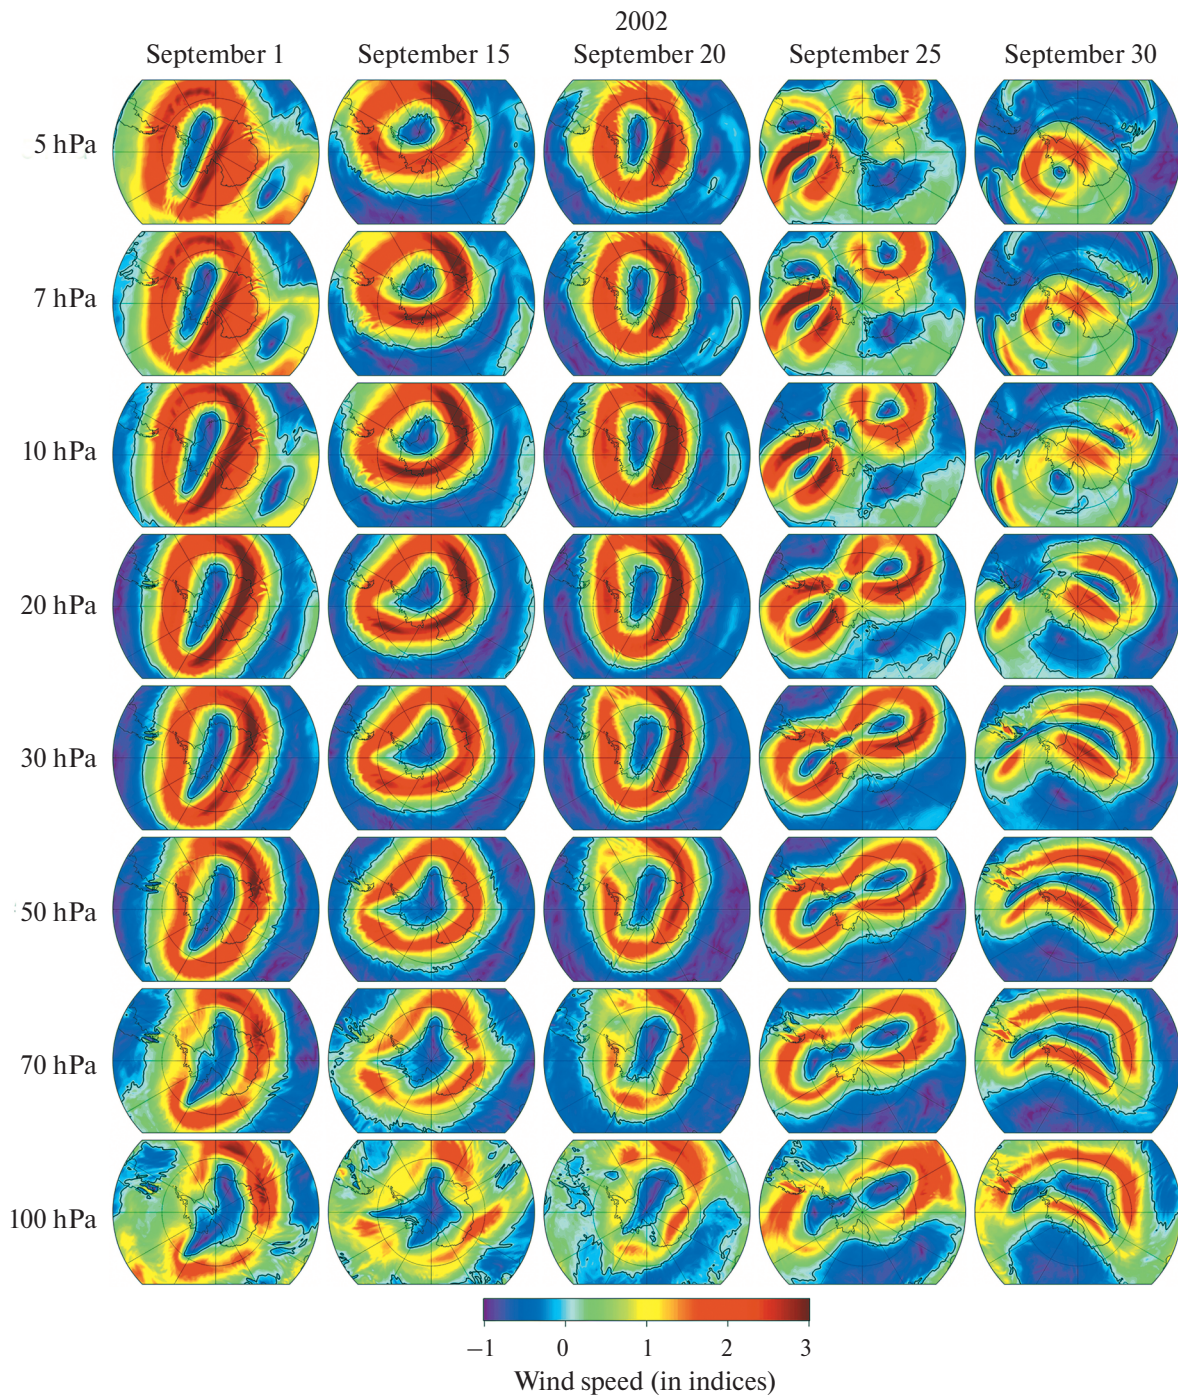 2002
September 1 September 15 September 20 September 25 September 30
5 hPa
7 hPa
10 hPa
20 hPa
30 hPa
50 hPa
70 hPa
100 hPa
−1 0 1 2 3
Wind speed (in indices)